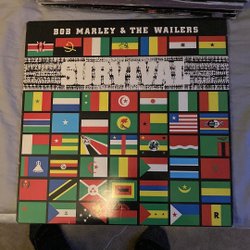 BOB MARLEY & THE WAILERS
SURVIVAL
R